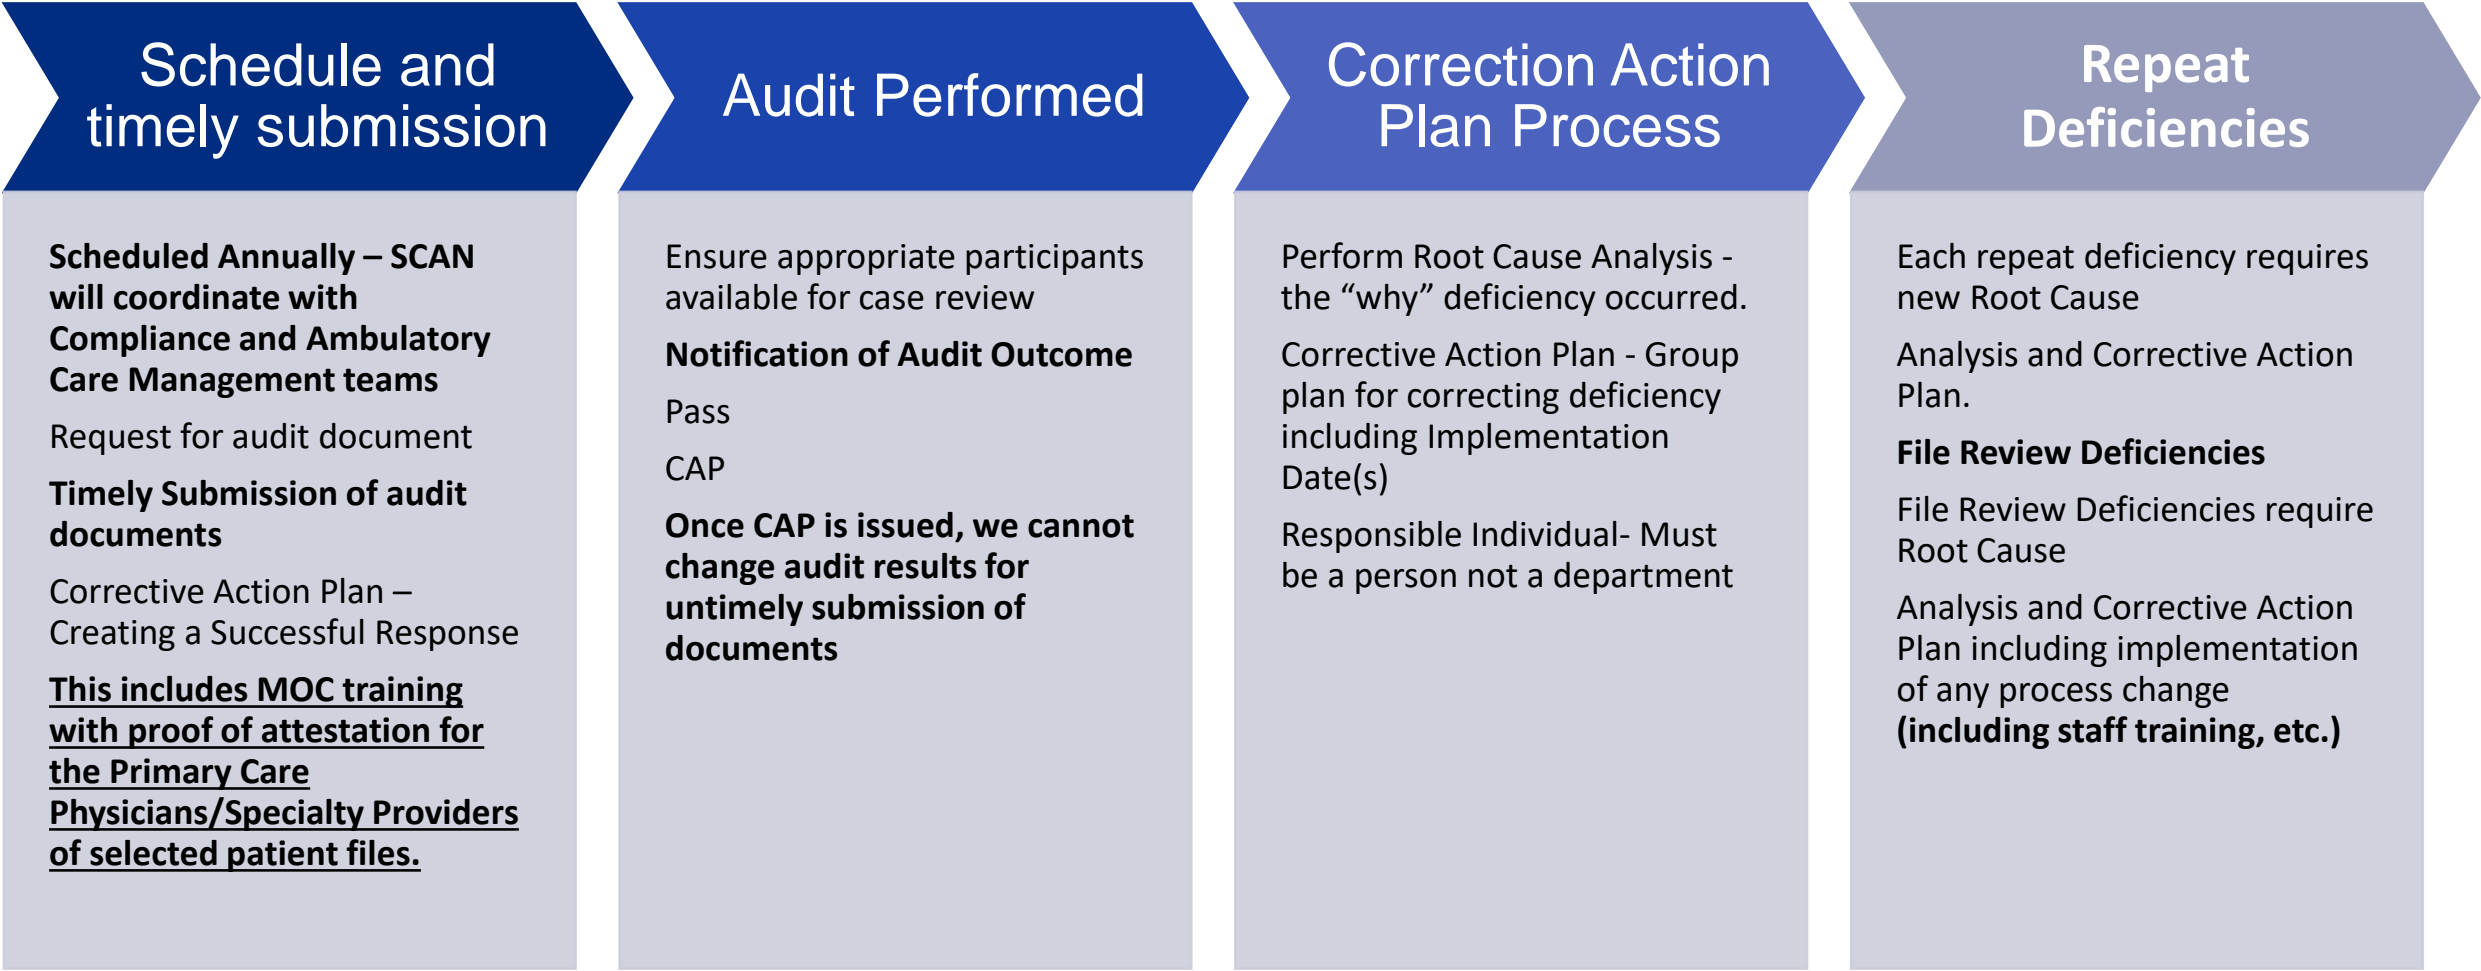 Schedule and
timely submission
Scheduled Annually – SCAN
will coordinate with
Compliance and Ambulatory
Care Management teams
Request for audit document
Timely Submission of audit
documents
Corrective Action Plan –
Creating a Successful Response
This includes MOC training
with proof of attestation for
the Primary Care
Physicians/Specialty Providers
of selected patient files.
Audit Performed
Ensure appropriate participants
available for case review
Notification of Audit Outcome
Pass
CAP
Once CAP is issued, we cannot
change audit results for
untimely submission of
documents
Correction Action
Plan Process
Perform Root Cause Analysis -
the “why” deficiency occurred.
Corrective Action Plan - Group
plan for correcting deficiency
including Implementation
Date(s)
Responsible Individual- Must
be a person not a department
Repeat
Deficiencies
Each repeat deficiency requires
new Root Cause
Analysis and Corrective Action
Plan.
File Review Deficiencies
File Review Deficiencies require
Root Cause
Analysis and Corrective Action
Plan including implementation
of any process change
(including staff training, etc.)